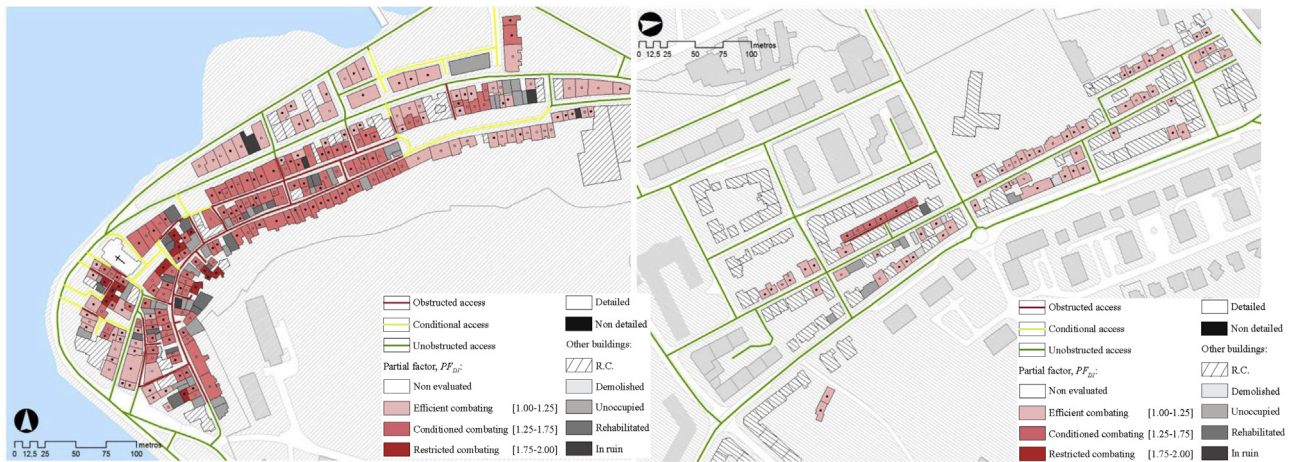 0 12,5 25 50 75 100
metros
Obstructed access
Conditional access
Unobstructed access
Partial factor, PF_DI:
Non evaluated
Efficient combating [1.00-1.25]
Conditioned combating [1.25-1.75]
Restricted combating [1.75-2.00]
Detailed
Non detailed
Other buildings:
R.C.
Demolished
Unoccupied
Rehabilitated
In ruin
0 12,5 25 50 75 100
metros
Obstructed access
Conditional access
Unobstructed access
Partial factor, PF_DI:
Non evaluated
Efficient combating [1.00-1.25]
Conditioned combating [1.25-1.75]
Restricted combating [1.75-2.00]
Detailed
Non detailed
Other buildings:
R.C.
Demolished
Unoccupied
Rehabilitated
In ruin